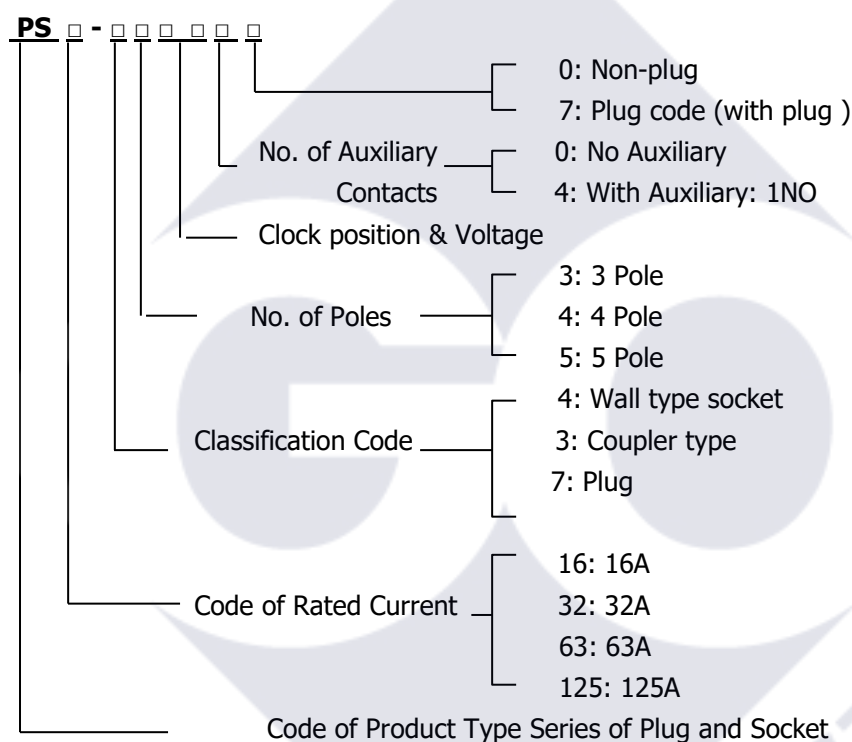 PS □ - □ □ □ □ □ □
0: Non-plug
7: Plug code (with plug )
No. of Auxiliary Contacts
0: No Auxiliary
4: With Auxiliary: 1NO
Clock position & Voltage
No. of Poles
3: 3 Pole
4: 4 Pole
5: 5 Pole
Classification Code
4: Wall type socket
3: Coupler type
7: Plug
Code of Rated Current
16: 16A
32: 32A
63: 63A
125: 125A
Code of Product Type Series of Plug and Socket